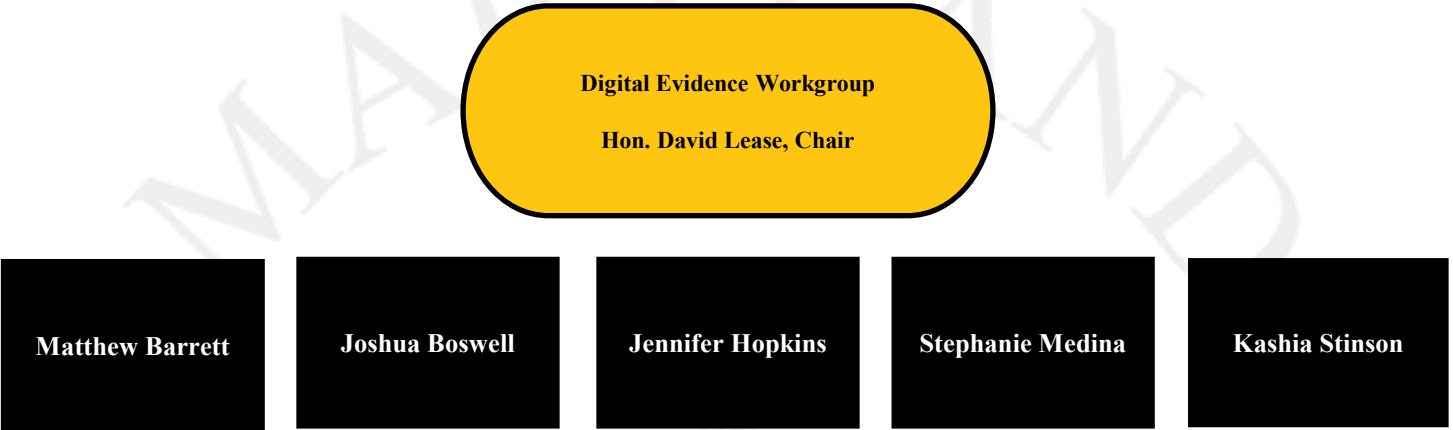 Digital Evidence Workgroup
Hon. David Lease, Chair
Matthew Barrett
Joshua Boswell
Jennifer Hopkins
Stephanie Medina
Kashia Stinson